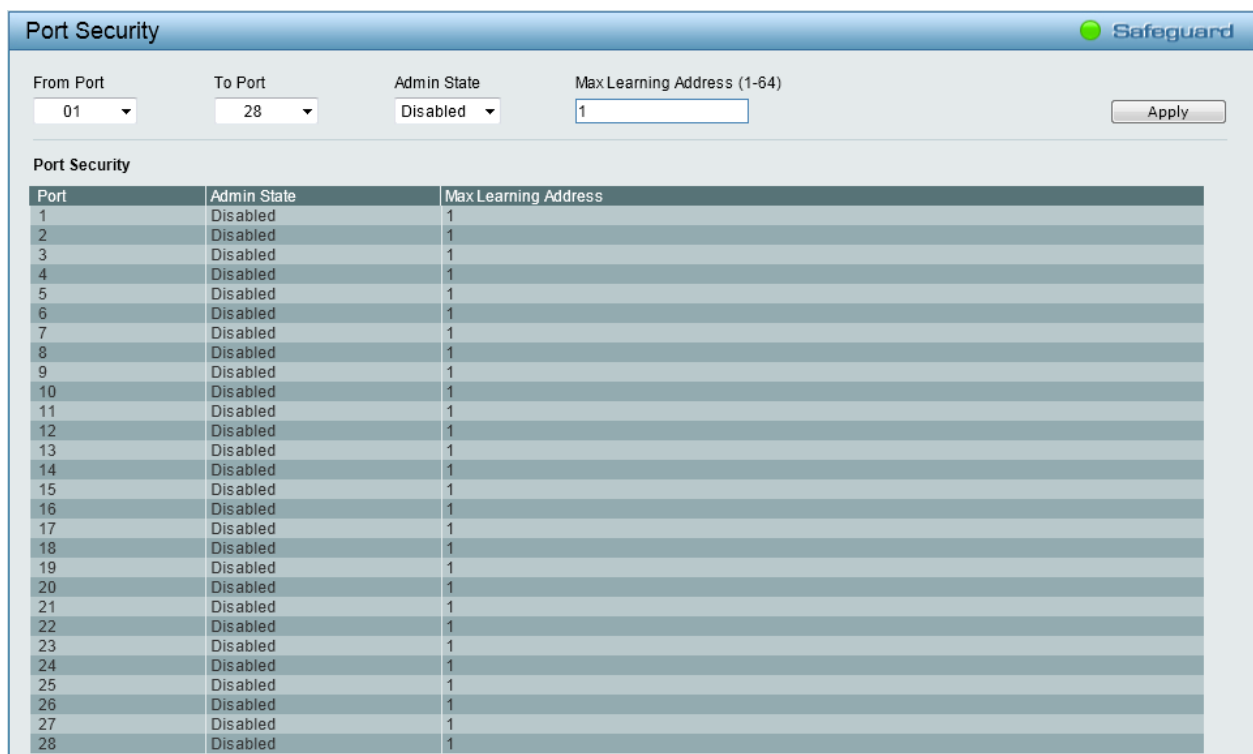 Port Security Safeguard
From Port To Port Admin State Max Learning Address (1-64)
01 28 Disabled 1 Apply
Port Security
Port Admin State Max Learning Address
1 Disabled 1
2 Disabled 1
3 Disabled 1
4 Disabled 1
5 Disabled 1
6 Disabled 1
7 Disabled 1
8 Disabled 1
9 Disabled 1
10 Disabled 1
11 Disabled 1
12 Disabled 1
13 Disabled 1
14 Disabled 1
15 Disabled 1
16 Disabled 1
17 Disabled 1
18 Disabled 1
19 Disabled 1
20 Disabled 1
21 Disabled 1
22 Disabled 1
23 Disabled 1
24 Disabled 1
25 Disabled 1
26 Disabled 1
27 Disabled 1
28 Disabled 1